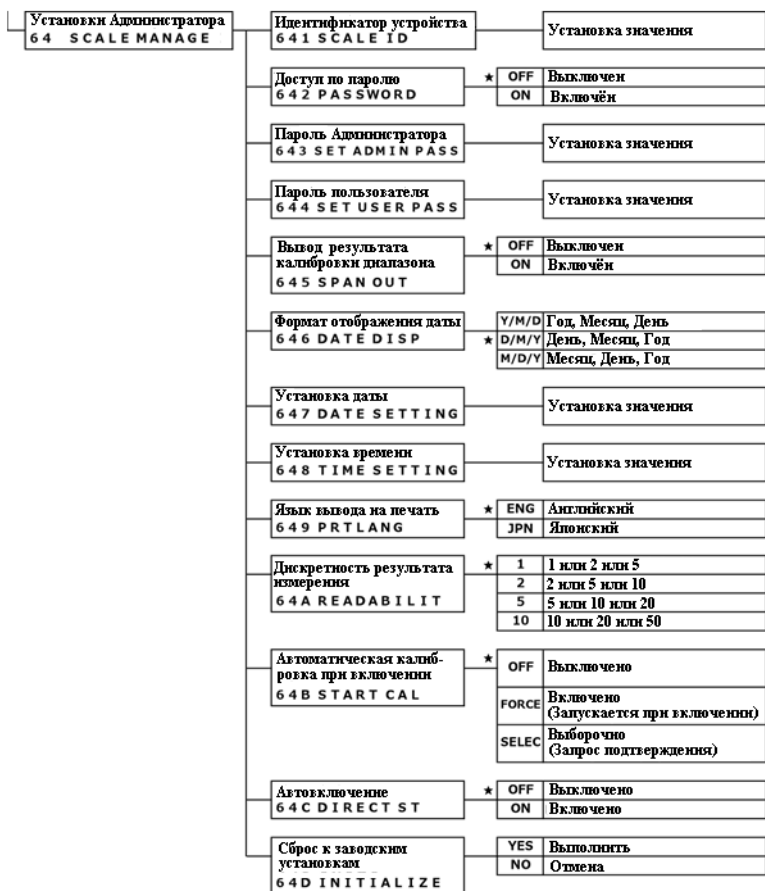 Установки Администратора
64 SCALE MANAGE
Идентификатор устройства
641 SCALE ID
Установка значения
Доступ по паролю
642 PASSWORD
★ OFF Выключен
ON Включён
Пароль Администратора
643 SET ADMIN PASS
Установка значения
Пароль пользователя
644 SET USER PASS
Установка значения
Вывод результата
калибровки диапазона
645 SPAN OUT
★ OFF Выключен
ON Включён
Формат отображения даты
646 DATE DISP
Y/M/D Год, Месяц, День
★ D/M/Y День, Месяц, Год
M/D/Y Месяц, День, Год
Установка даты
647 DATE SETTING
Установка значения
Установка времени
648 TIME SETTING
Установка значения
Язык вывода на печать
649 PRTLANG
★ ENG Английский
JPN Японский
Дискретность результата
измерения
64A READABILIT
★ 1 1 или 2 или 5
2 2 или 5 или 10
5 5 или 10 или 20
10 10 или 20 или 50
Автоматическая калиб-
ровка при включении
64B START CAL
★ OFF Выключено
FORCE Включено
(Запускается при включении)
SELEC Выборочно
(Запрос подтверждения)
Автовключение
64C DIRECT ST
★ OFF Выключено
ON Включено
Сброс к заводским
установкам
64D INITIALIZE
YES Выполнить
NO Отмена